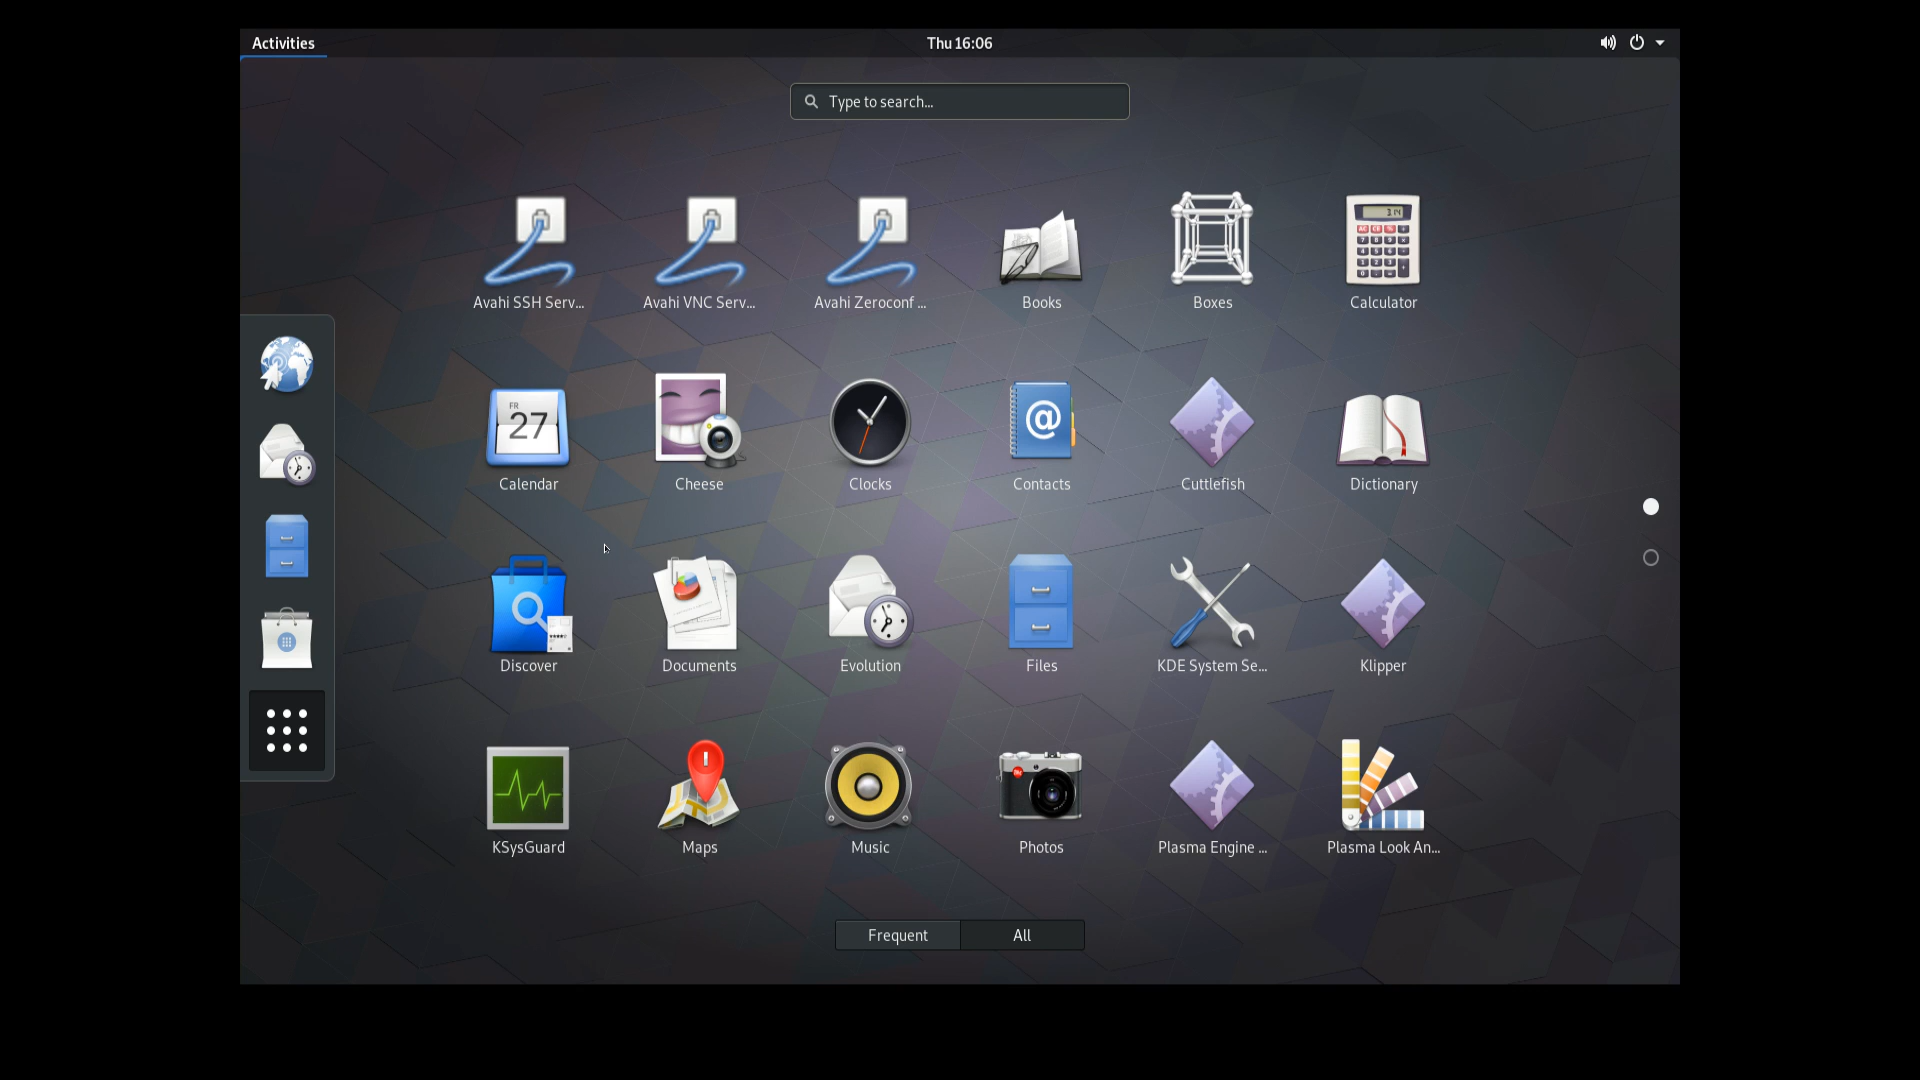 Activities
Thu 16:06
Type to search...
Avahi SSH Serv...
Avahi VNC Serv...
Avahi Zeroconf ...
Books
Boxes
Calculator
FR
27
Calendar
Cheese
Clocks
@
Contacts
Cuttlefish
Dictionary
Discover
Documents
Evolution
Files
KDE System Se...
Klipper
KSysGuard
Maps
Music
Photos
Plasma Engine ...
Plasma Look An...
Frequent
All